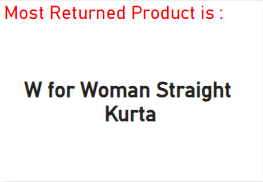 Most Returned Product is :
W for Woman Straight
Kurta